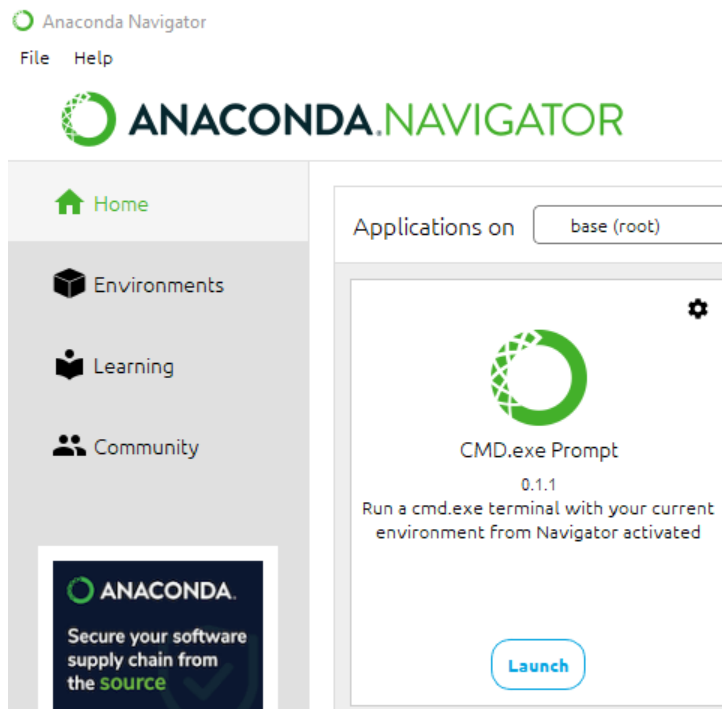 Anaconda Navigator
File Help
ANACONDA.NAVIGATOR
Home
Environments
Learning
Community
ANACONDA.
Secure your software
supply chain from
the source
Applications on base (root)
CMD.exe Prompt
0.1.1
Run a cmd.exe terminal with your current
environment from Navigator activated
Launch